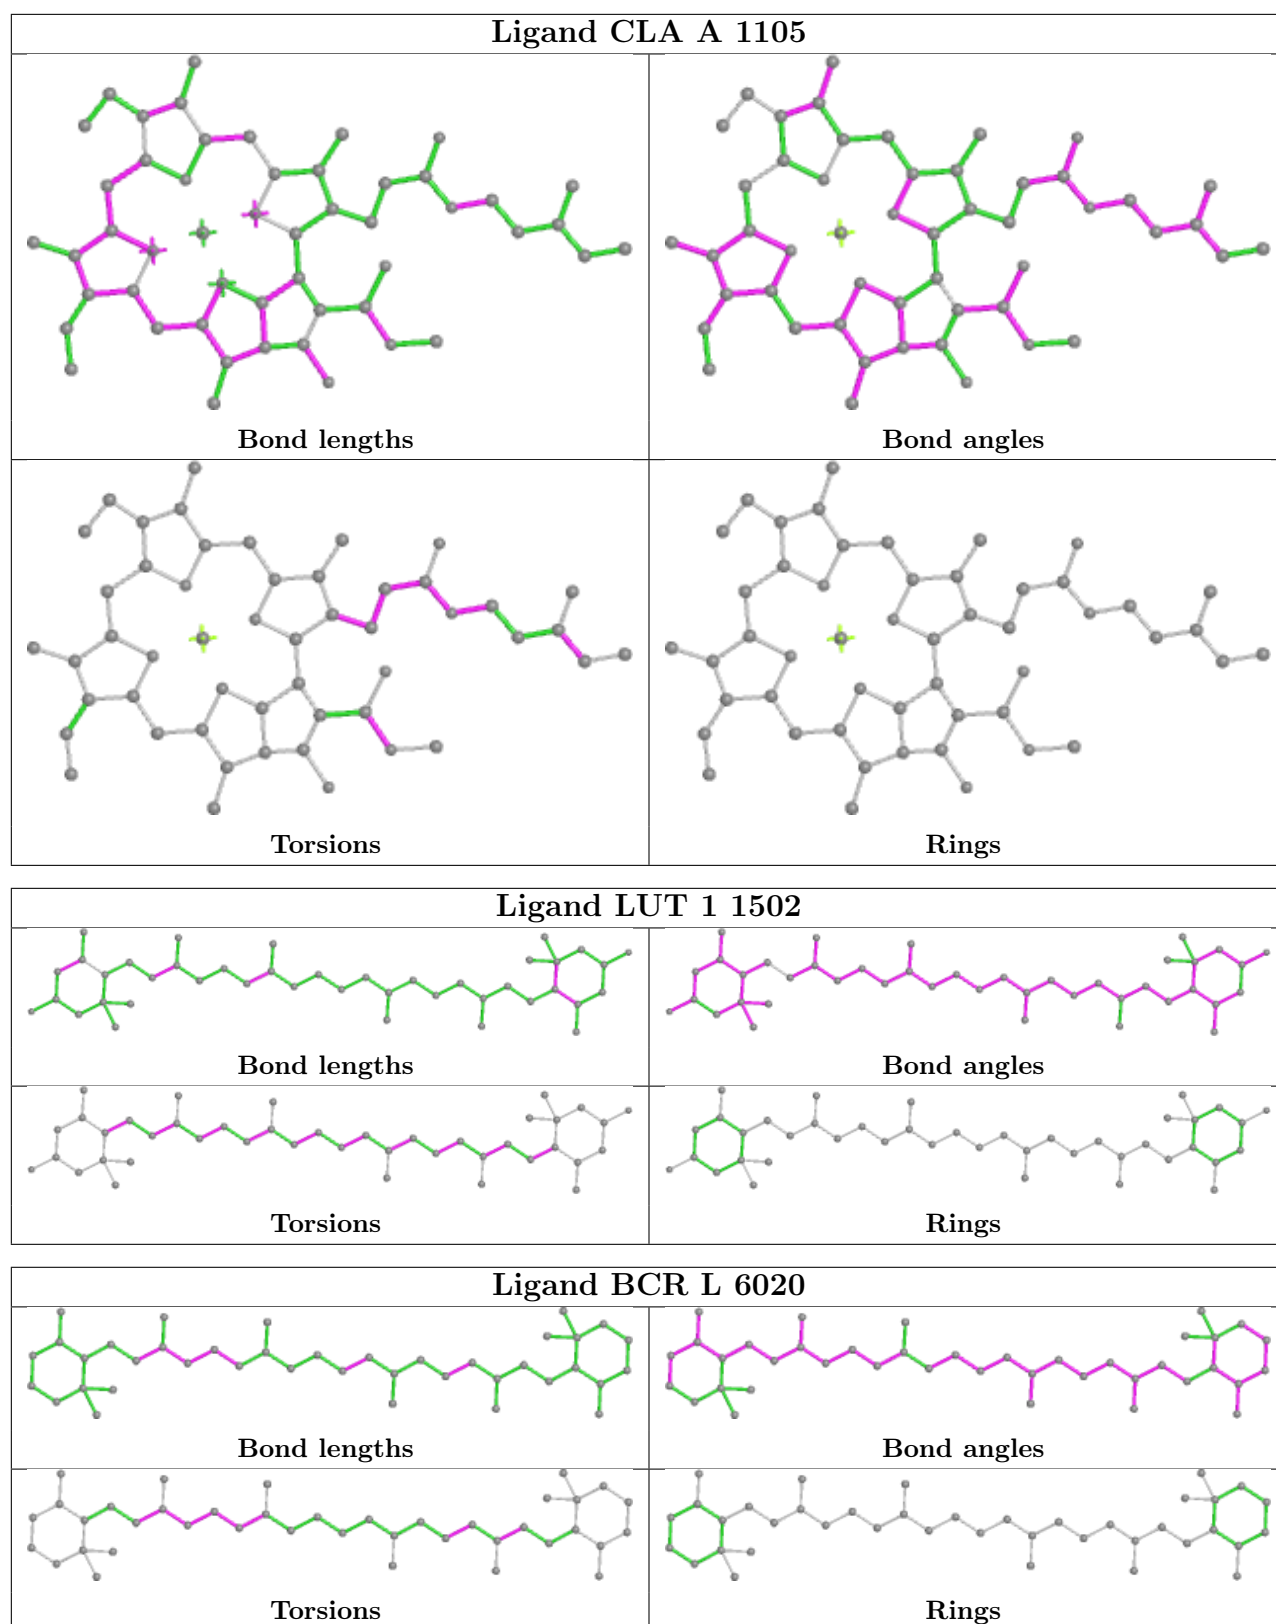 Ligand CLA A 1105
Bond lengths
Bond angles
Torsions
Rings
Ligand LUT 1 1502
Bond lengths
Bond angles
Torsions
Rings
Ligand BCR L 6020
Bond lengths
Bond angles
Torsions
Rings